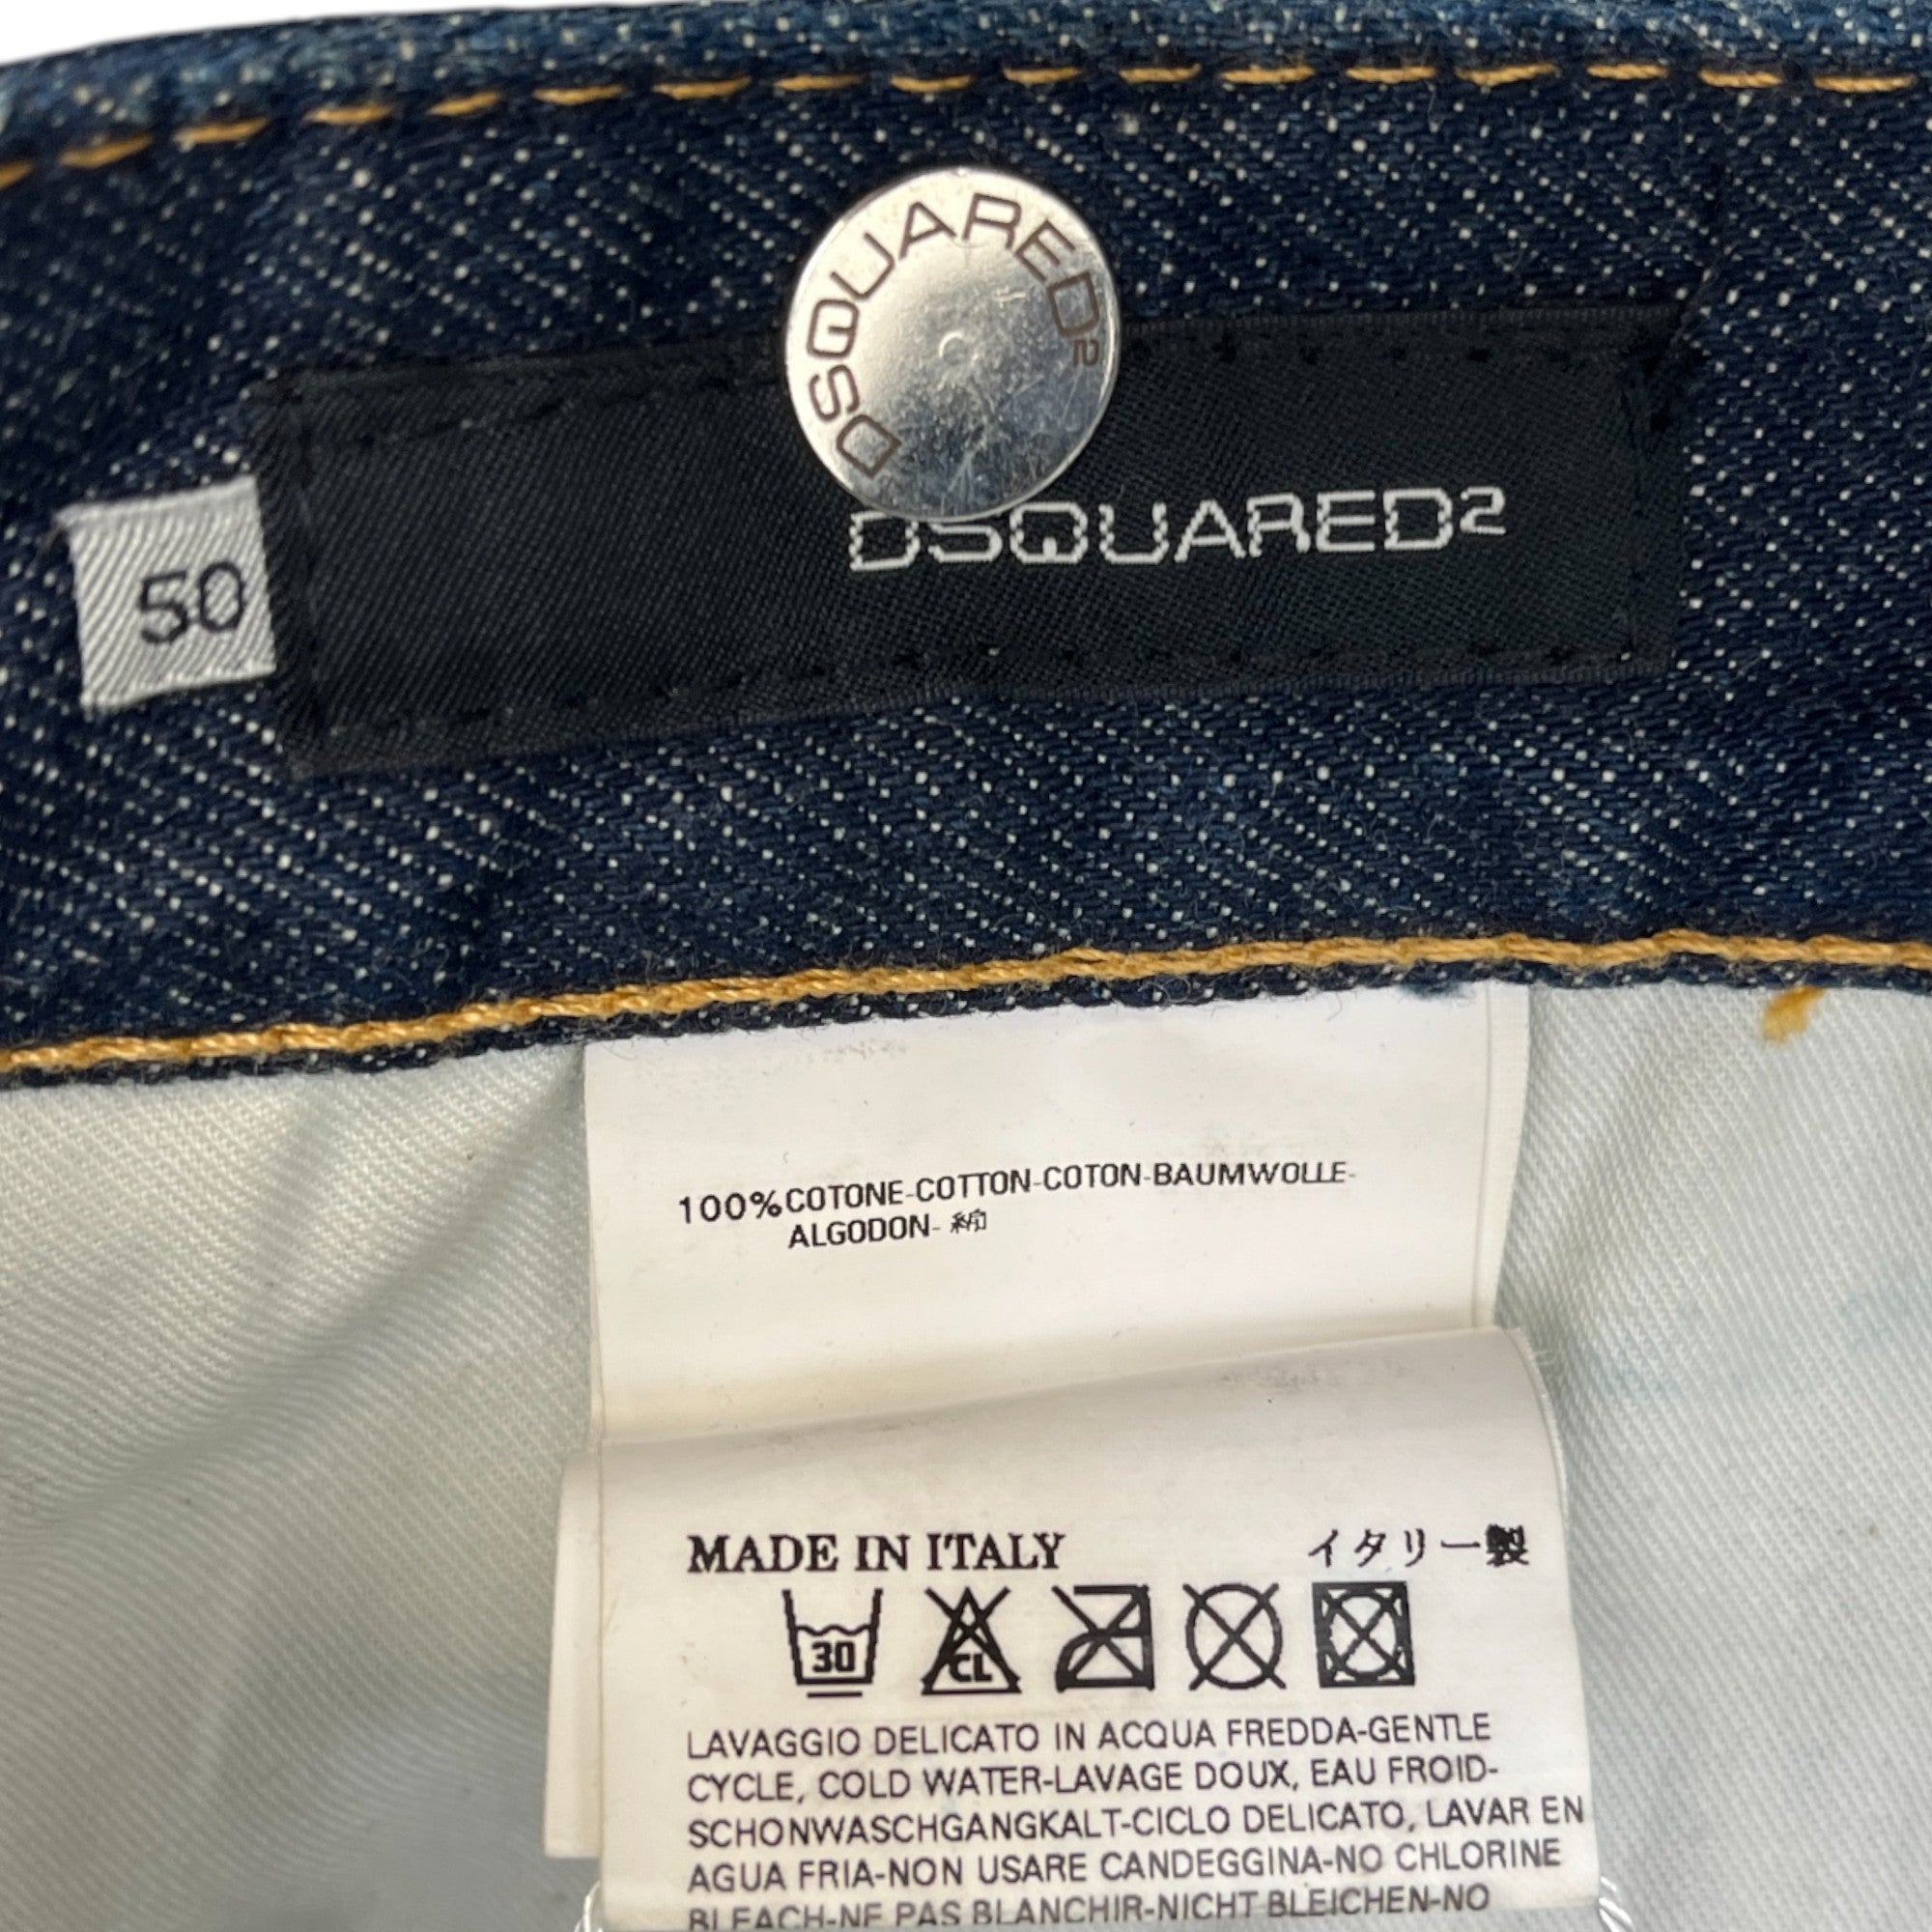 DSQUARED2
DSQUARED2
50
100%COTONE-COTTON-COTON-BAUMWOLLE-
ALGODON- 綿
MADE IN ITALY イタリー製
30 CL
LAVAGGIO DELICATO IN ACQUA FREDDA-GENTLE
CYCLE, COLD WATER-LAVAGE DOUX, EAU FROID-
SCHONWASCHGANGKALT-CICLO DELICATO, LAVAR EN
AGUA FRIA-NON USARE CANDEGGINA-NO CHLORINE
BLEACH-NE PAS BLANCHIR-NICHT BLEICHEN-NO